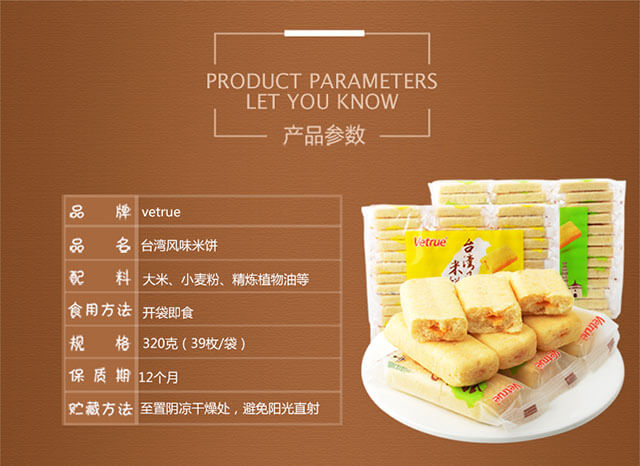 PRODUCT PARAMETERS
LET YOU KNOW
产品参数
品 牌 vetrue
品 名 台湾风味米饼
配 料 大米、小麦粉、精炼植物油等
食用方法 开袋即食
规 格 320克（39枚/袋）
保 质 期 12个月
贮藏方法 至置阴凉干燥处，避免阳光直射
Vetrue
台湾
米
Vetrue
Vetrue